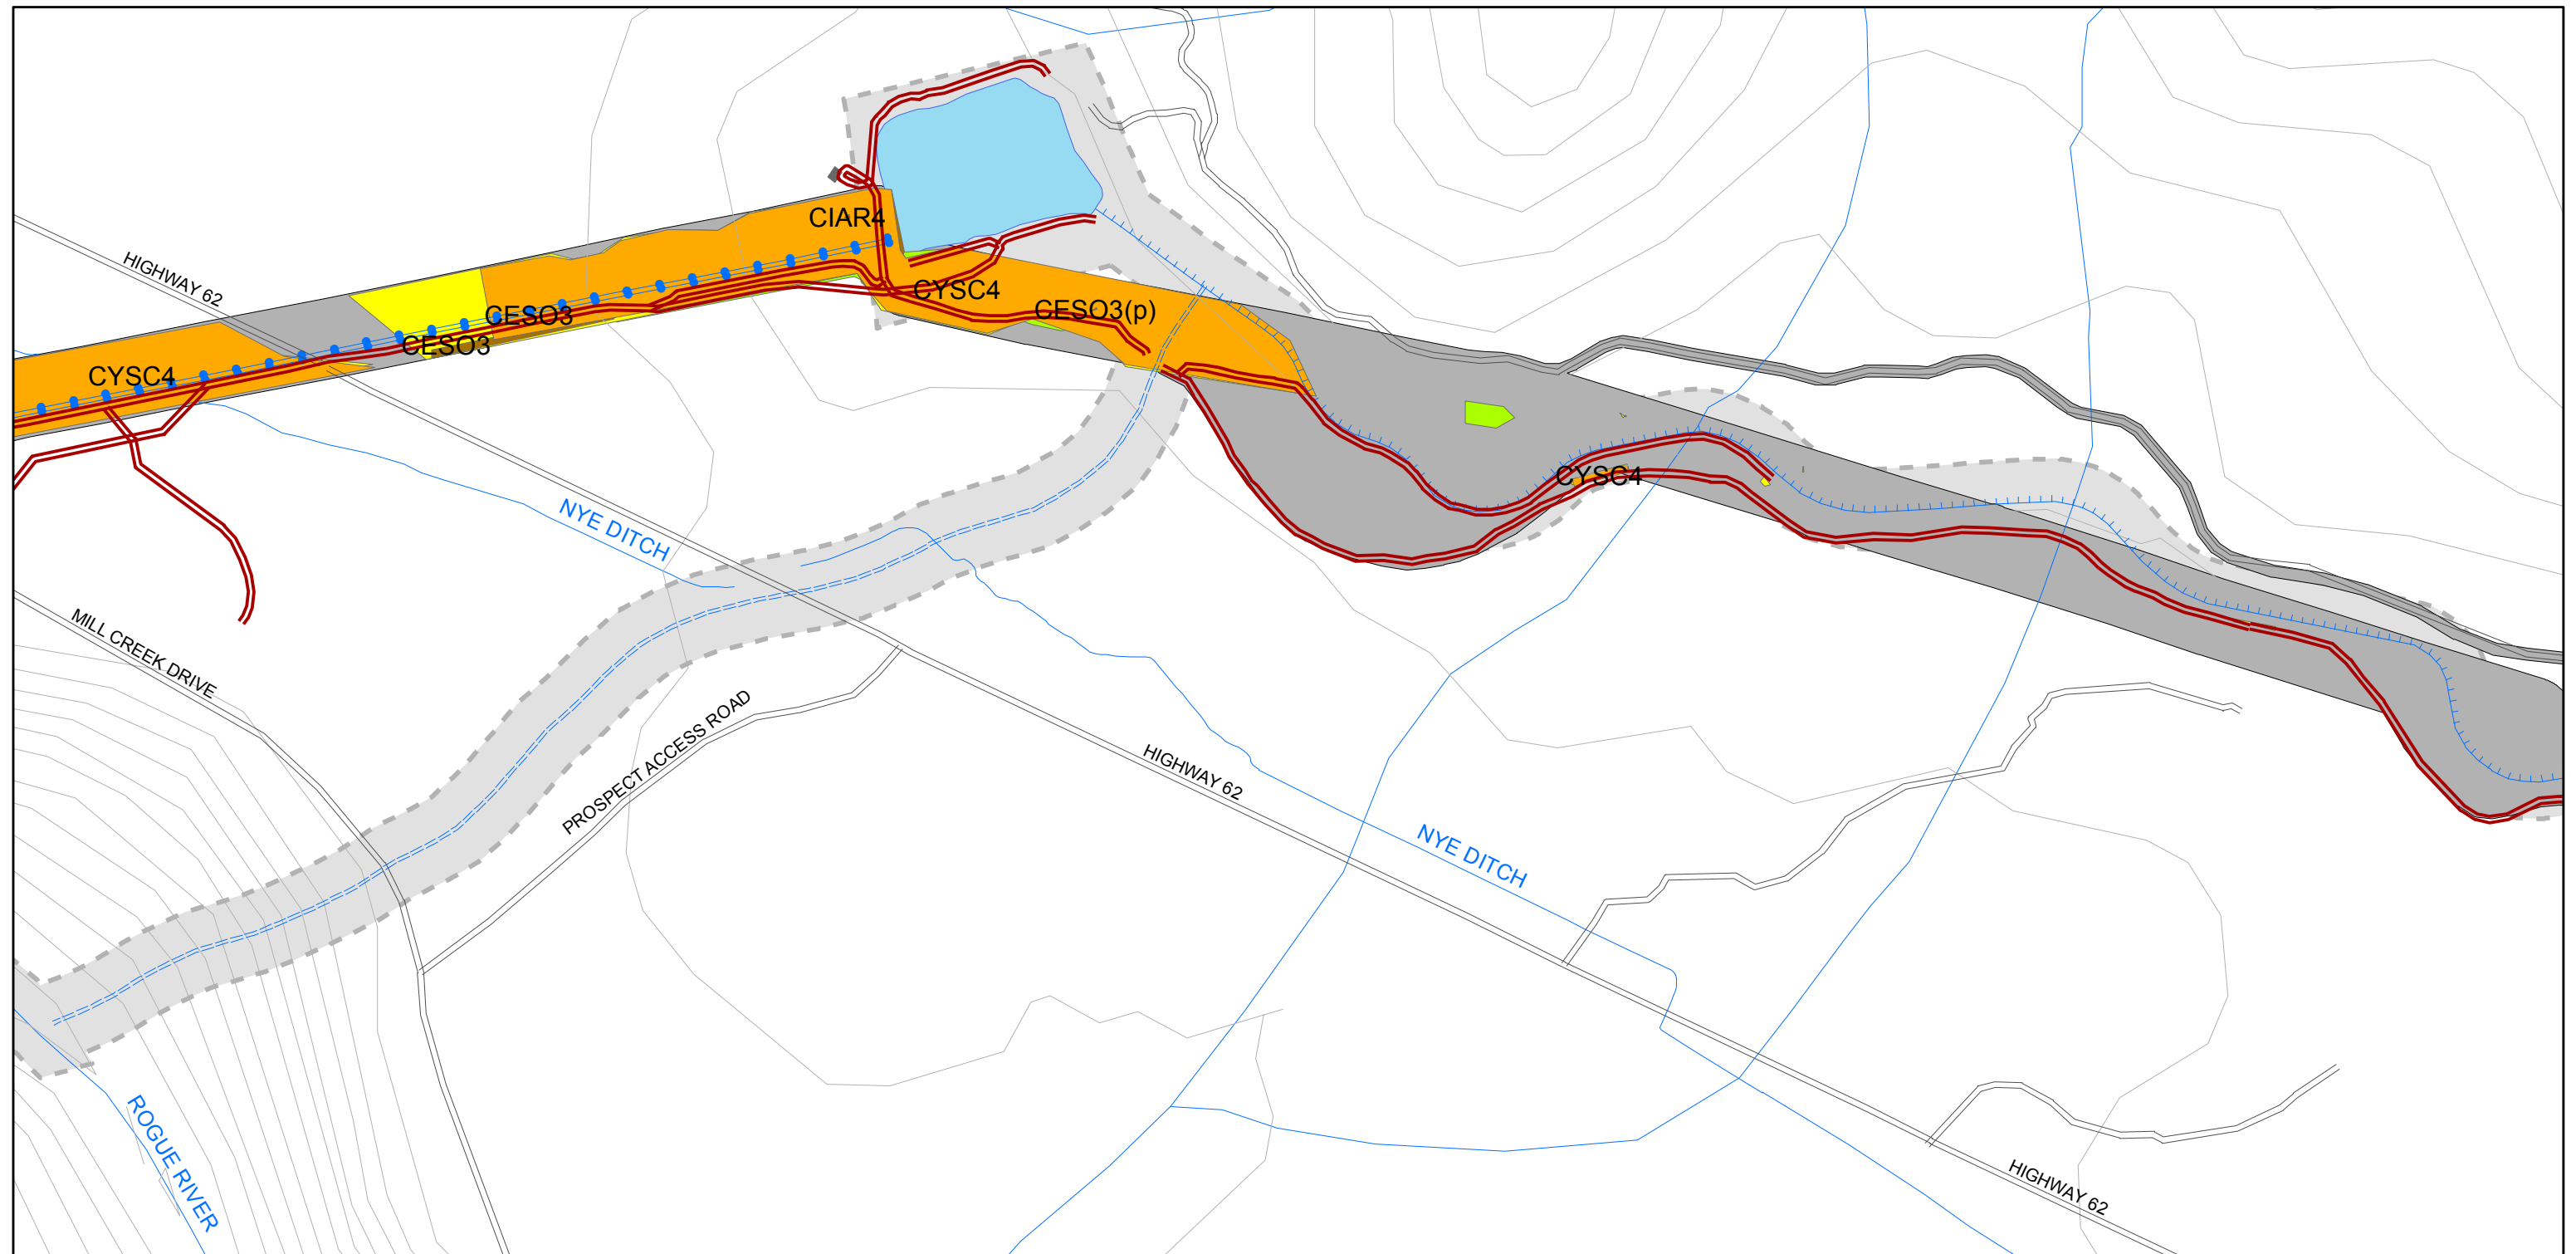 CIAR4
HIGHWAY 62
CYSC4
CESO3(p)
CESO3
CESO3
CYSC4
CYSC4
NYE DITCH
MILL CREEK DRIVE
PROSPECT ACCESS ROAD
HIGHWAY 62
NYE DITCH
ROGUE RIVER
HIGHWAY 62